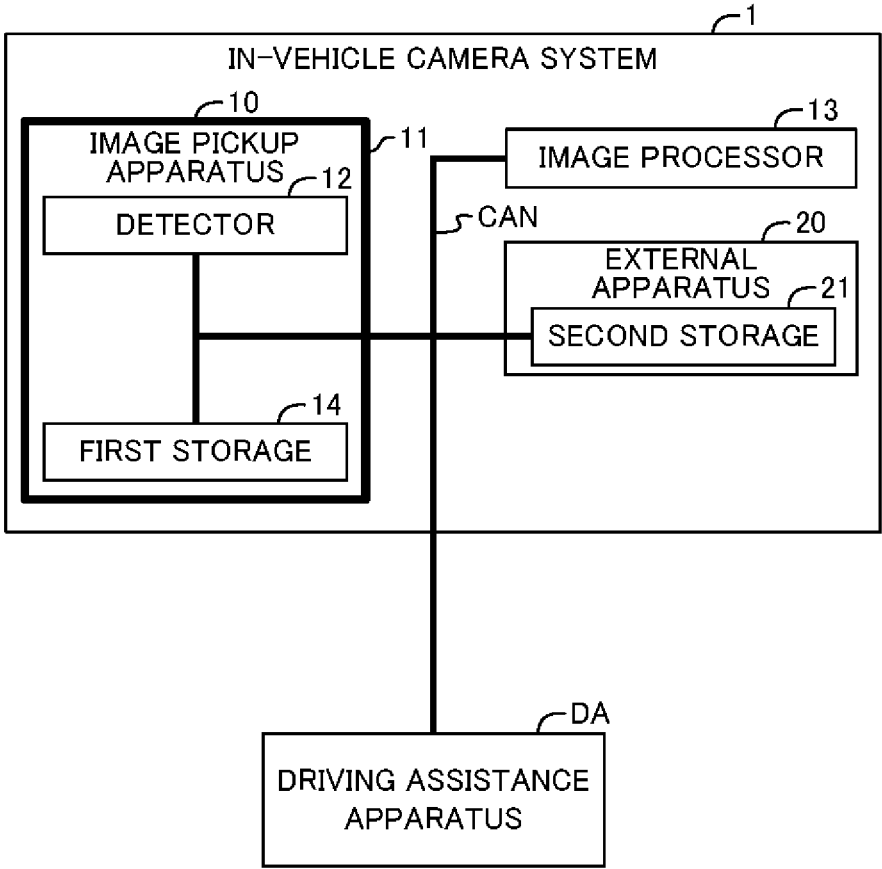 1
IN-VEHICLE CAMERA SYSTEM
10
IMAGE PICKUP
APPARATUS
11
12
DETECTOR
13
IMAGE PROCESSOR
CAN
20
EXTERNAL
APPARATUS
21
SECOND STORAGE
14
FIRST STORAGE
DA
DRIVING ASSISTANCE
APPARATUS